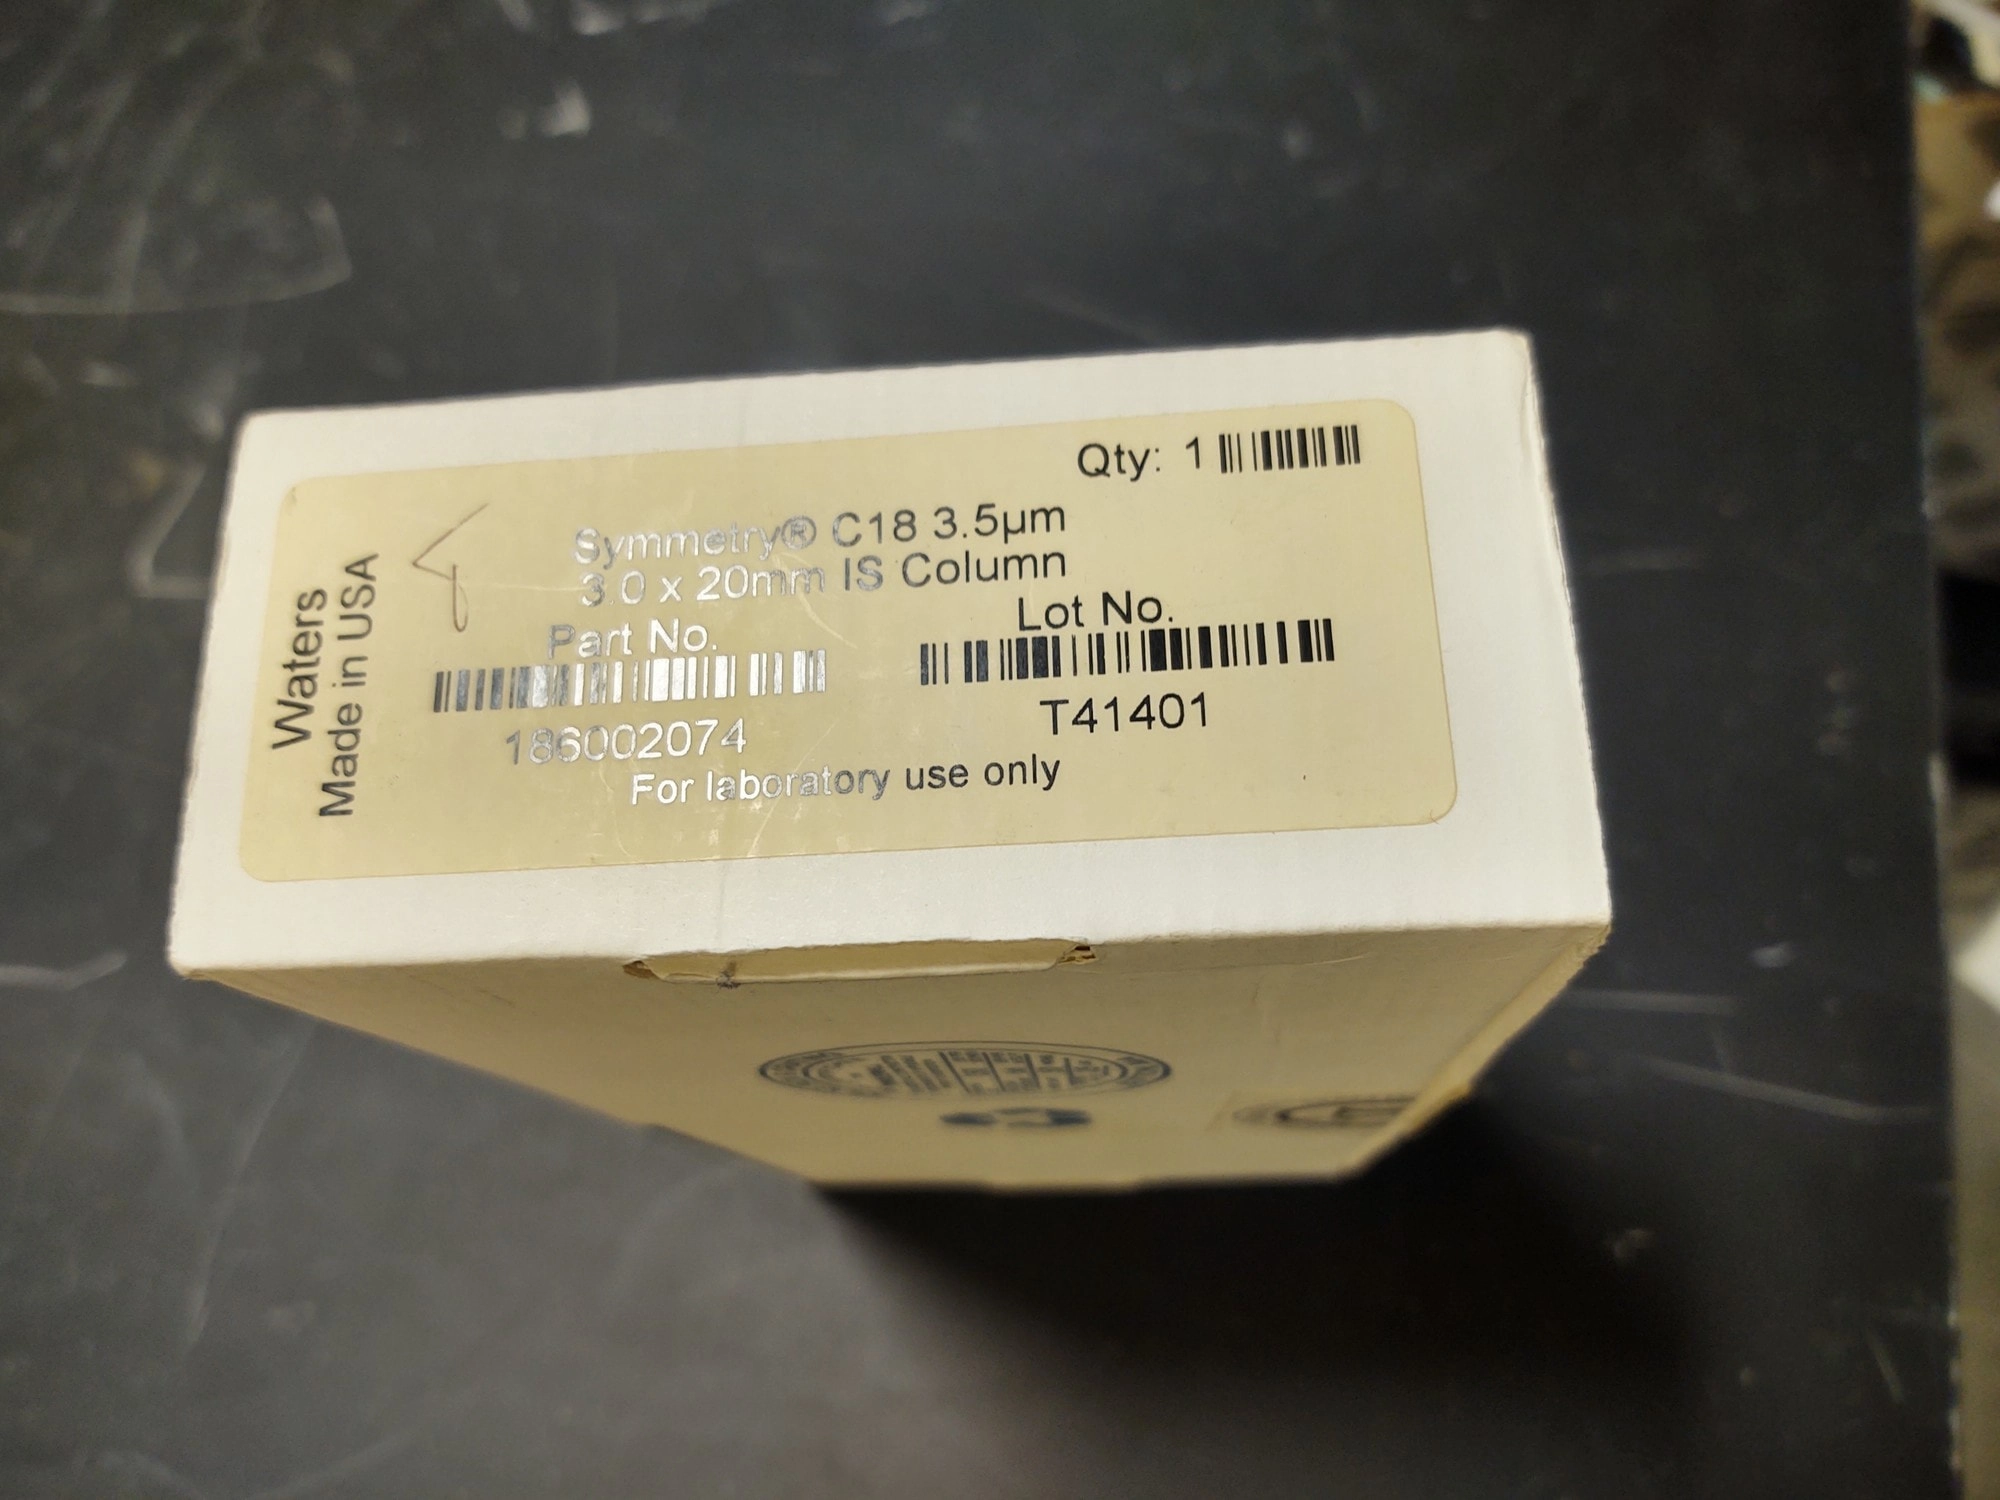 Waters
Made in USA
Qty: 1
Symmetry® C18 3.5µm
3.0 x 20mm IS Column
Part No.
186002074
Lot No.
T41401
For laboratory use only